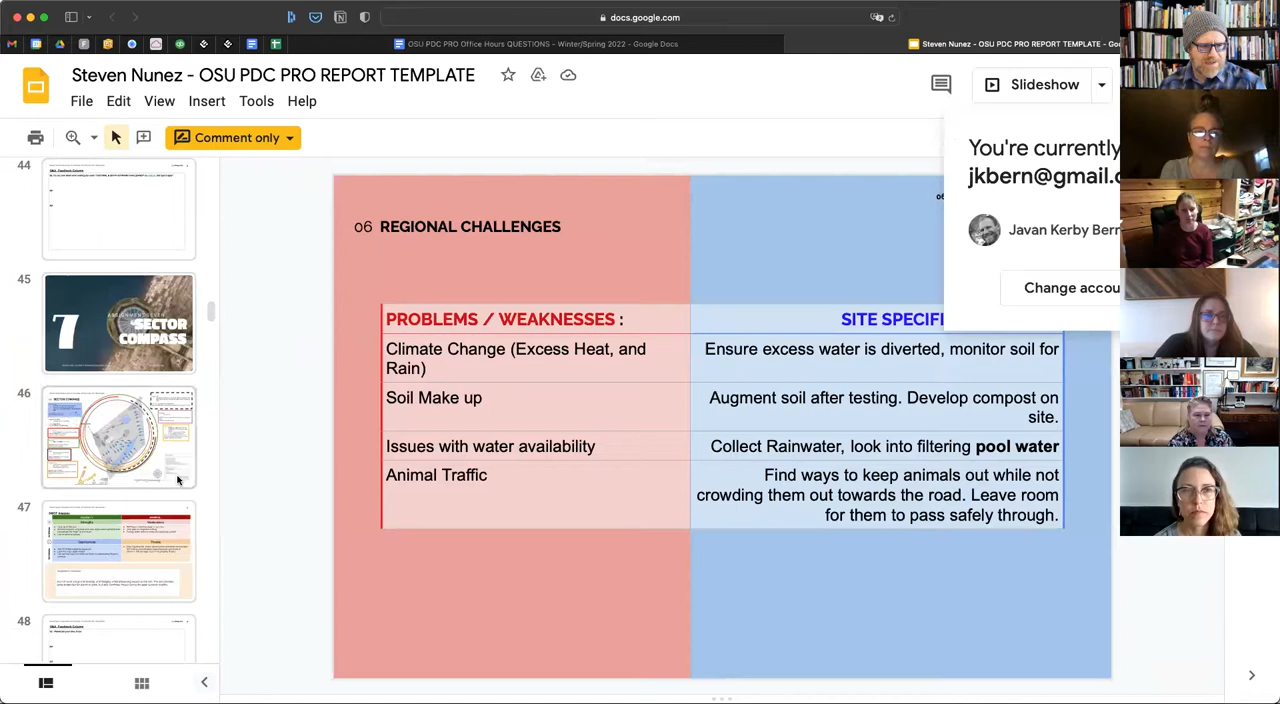 docs.google.com
OSU PDC PRO Office Hours QUESTIONS - Winter/Spring 2022 - Google Docs
Steven Nunez - OSU PDC PRO REPORT TEMPLATE - Goo
Steven Nunez - OSU PDC PRO REPORT TEMPLATE
File Edit View Insert Tools Help
Slideshow
Comment only
You're currently
jkbern@gmail.c
Javan Kerby Bern
Change accou
44
45
7
SECTOR
COMPASS
46
47
48
06 REGIONAL CHALLENGES
06
PROBLEMS / WEAKNESSES :
SITE SPECIFI
Climate Change (Excess Heat, and
Rain)
Ensure excess water is diverted, monitor soil for
Soil Make up
Augment soil after testing. Develop compost on
site.
Issues with water availability
Collect Rainwater, look into filtering pool water
Animal Traffic
Find ways to keep animals out while not
crowding them out towards the road. Leave room
for them to pass safely through.